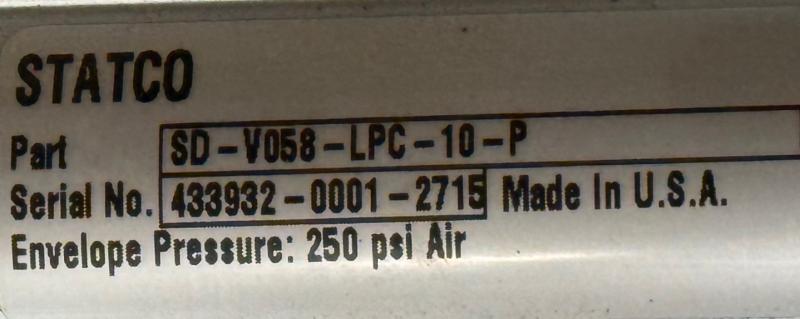 STATCO
Part SD-V058-LPC-10-P
Serial No. 433932-0001-2715 Made In U.S.A.
Envelope Pressure: 250 psi Air